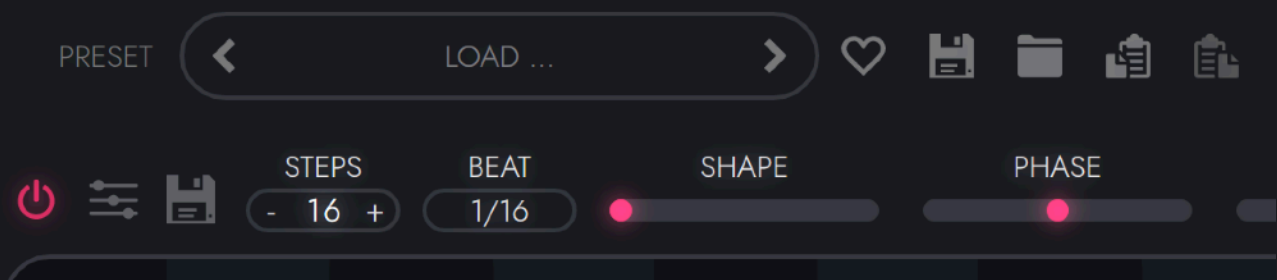 PRESET LOAD ...
STEPS BEAT SHAPE PHASE
- 16 + 1/16